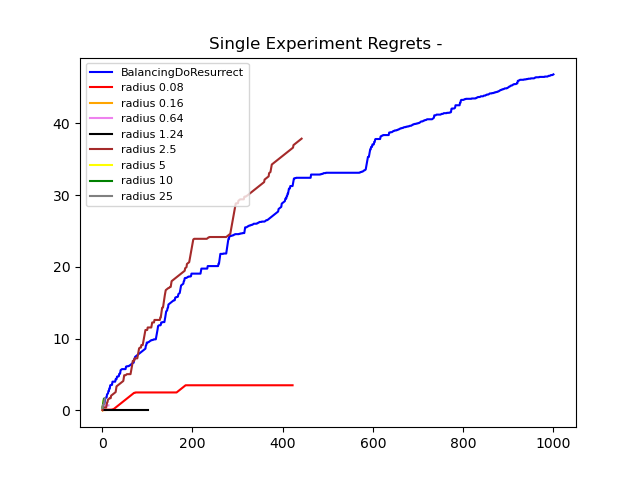 Single Experiment Regrets -
BalancingDoResurrect
radius 0.08
radius 0.16
radius 0.64
radius 1.24
radius 2.5
radius 5
radius 10
radius 25
40
30
20
10
0
0 200 400 600 800 1000